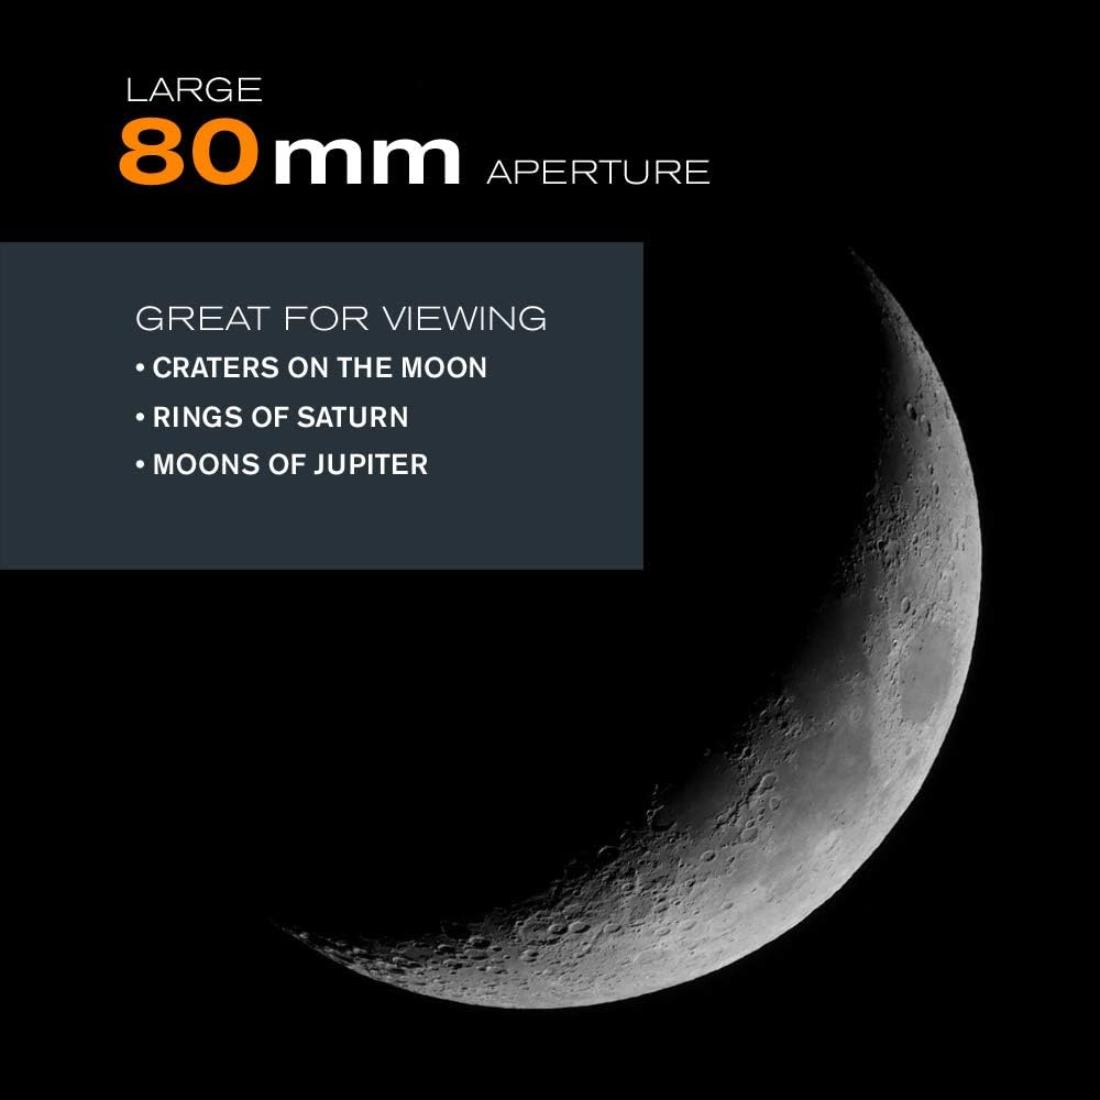 LARGE
80mm APERTURE
GREAT FOR VIEWING
• CRATERS ON THE MOON
• RINGS OF SATURN
• MOONS OF JUPITER